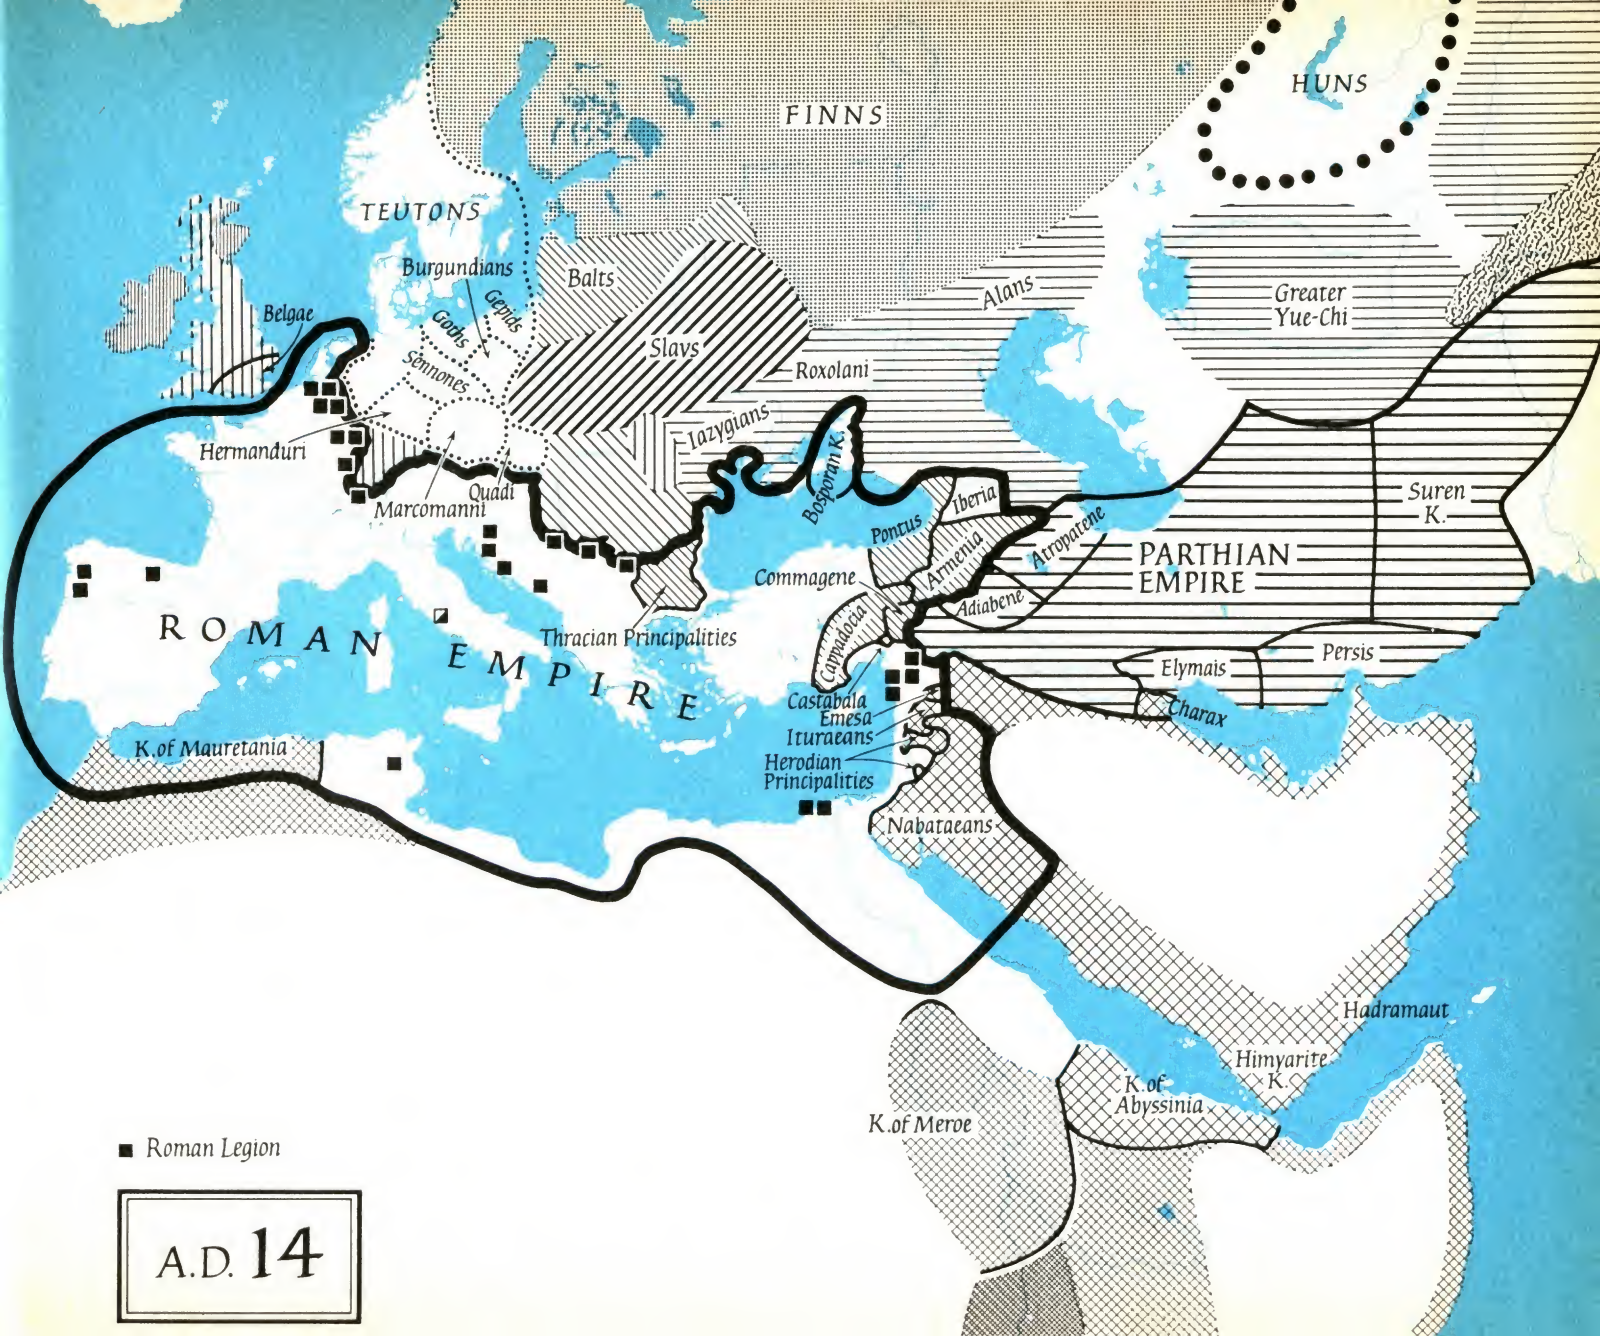 HUNS
FINNS
TEUTONS
Burgundians
Balts
Gepids
Goths
Alans
Greater
Yue-Chi
Belgae
Slavs
Sennones
Roxolani
Iazygians
Hermanduri
Bosporan K.
Quadi
Marcomanni
Iberia
Suren
K.
Pontus
Atropatene
Armenia
PARTHIAN
EMPIRE
Commagene
Adiabene
Cappadocia
ROMAN EMPIRE
Thracian Principalities
Persis
Elymais
Castabala
Charax
Emesa
Ituraeans
K.of Mauretania
Herodian
Principalities
Nabataeans
Hadramaut
Himyarite
K.
K.of
Abyssinia
K.of Meroe
Roman Legion
A.D. 14